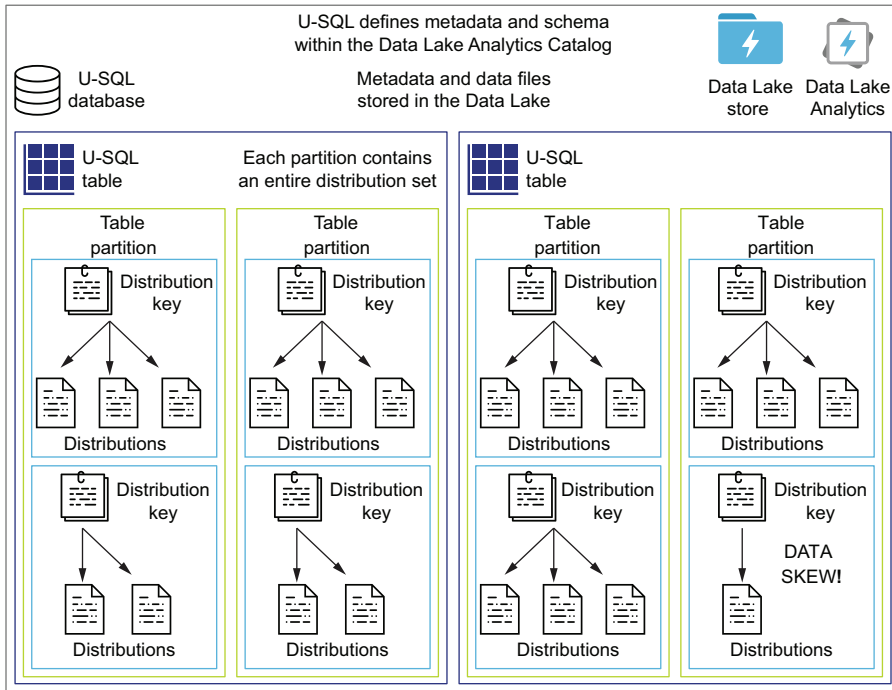 U-SQL defines metadata and schema
within the Data Lake Analytics Catalog
U-SQL
database
Metadata and data files
stored in the Data Lake
Data Lake
store
Data Lake
Analytics
U-SQL
table
Each partition contains
an entire distribution set
Table
partition
C
Distribution
key
Distributions
C
Distribution
key
Distributions
Table
partition
C
Distribution
key
Distributions
C
Distribution
key
Distributions
U-SQL
table
Table
partition
C
Distribution
key
Distributions
C
Distribution
key
Distributions
Table
partition
C
Distribution
key
Distributions
C
Distribution
key
DATA
SKEW!
Distributions